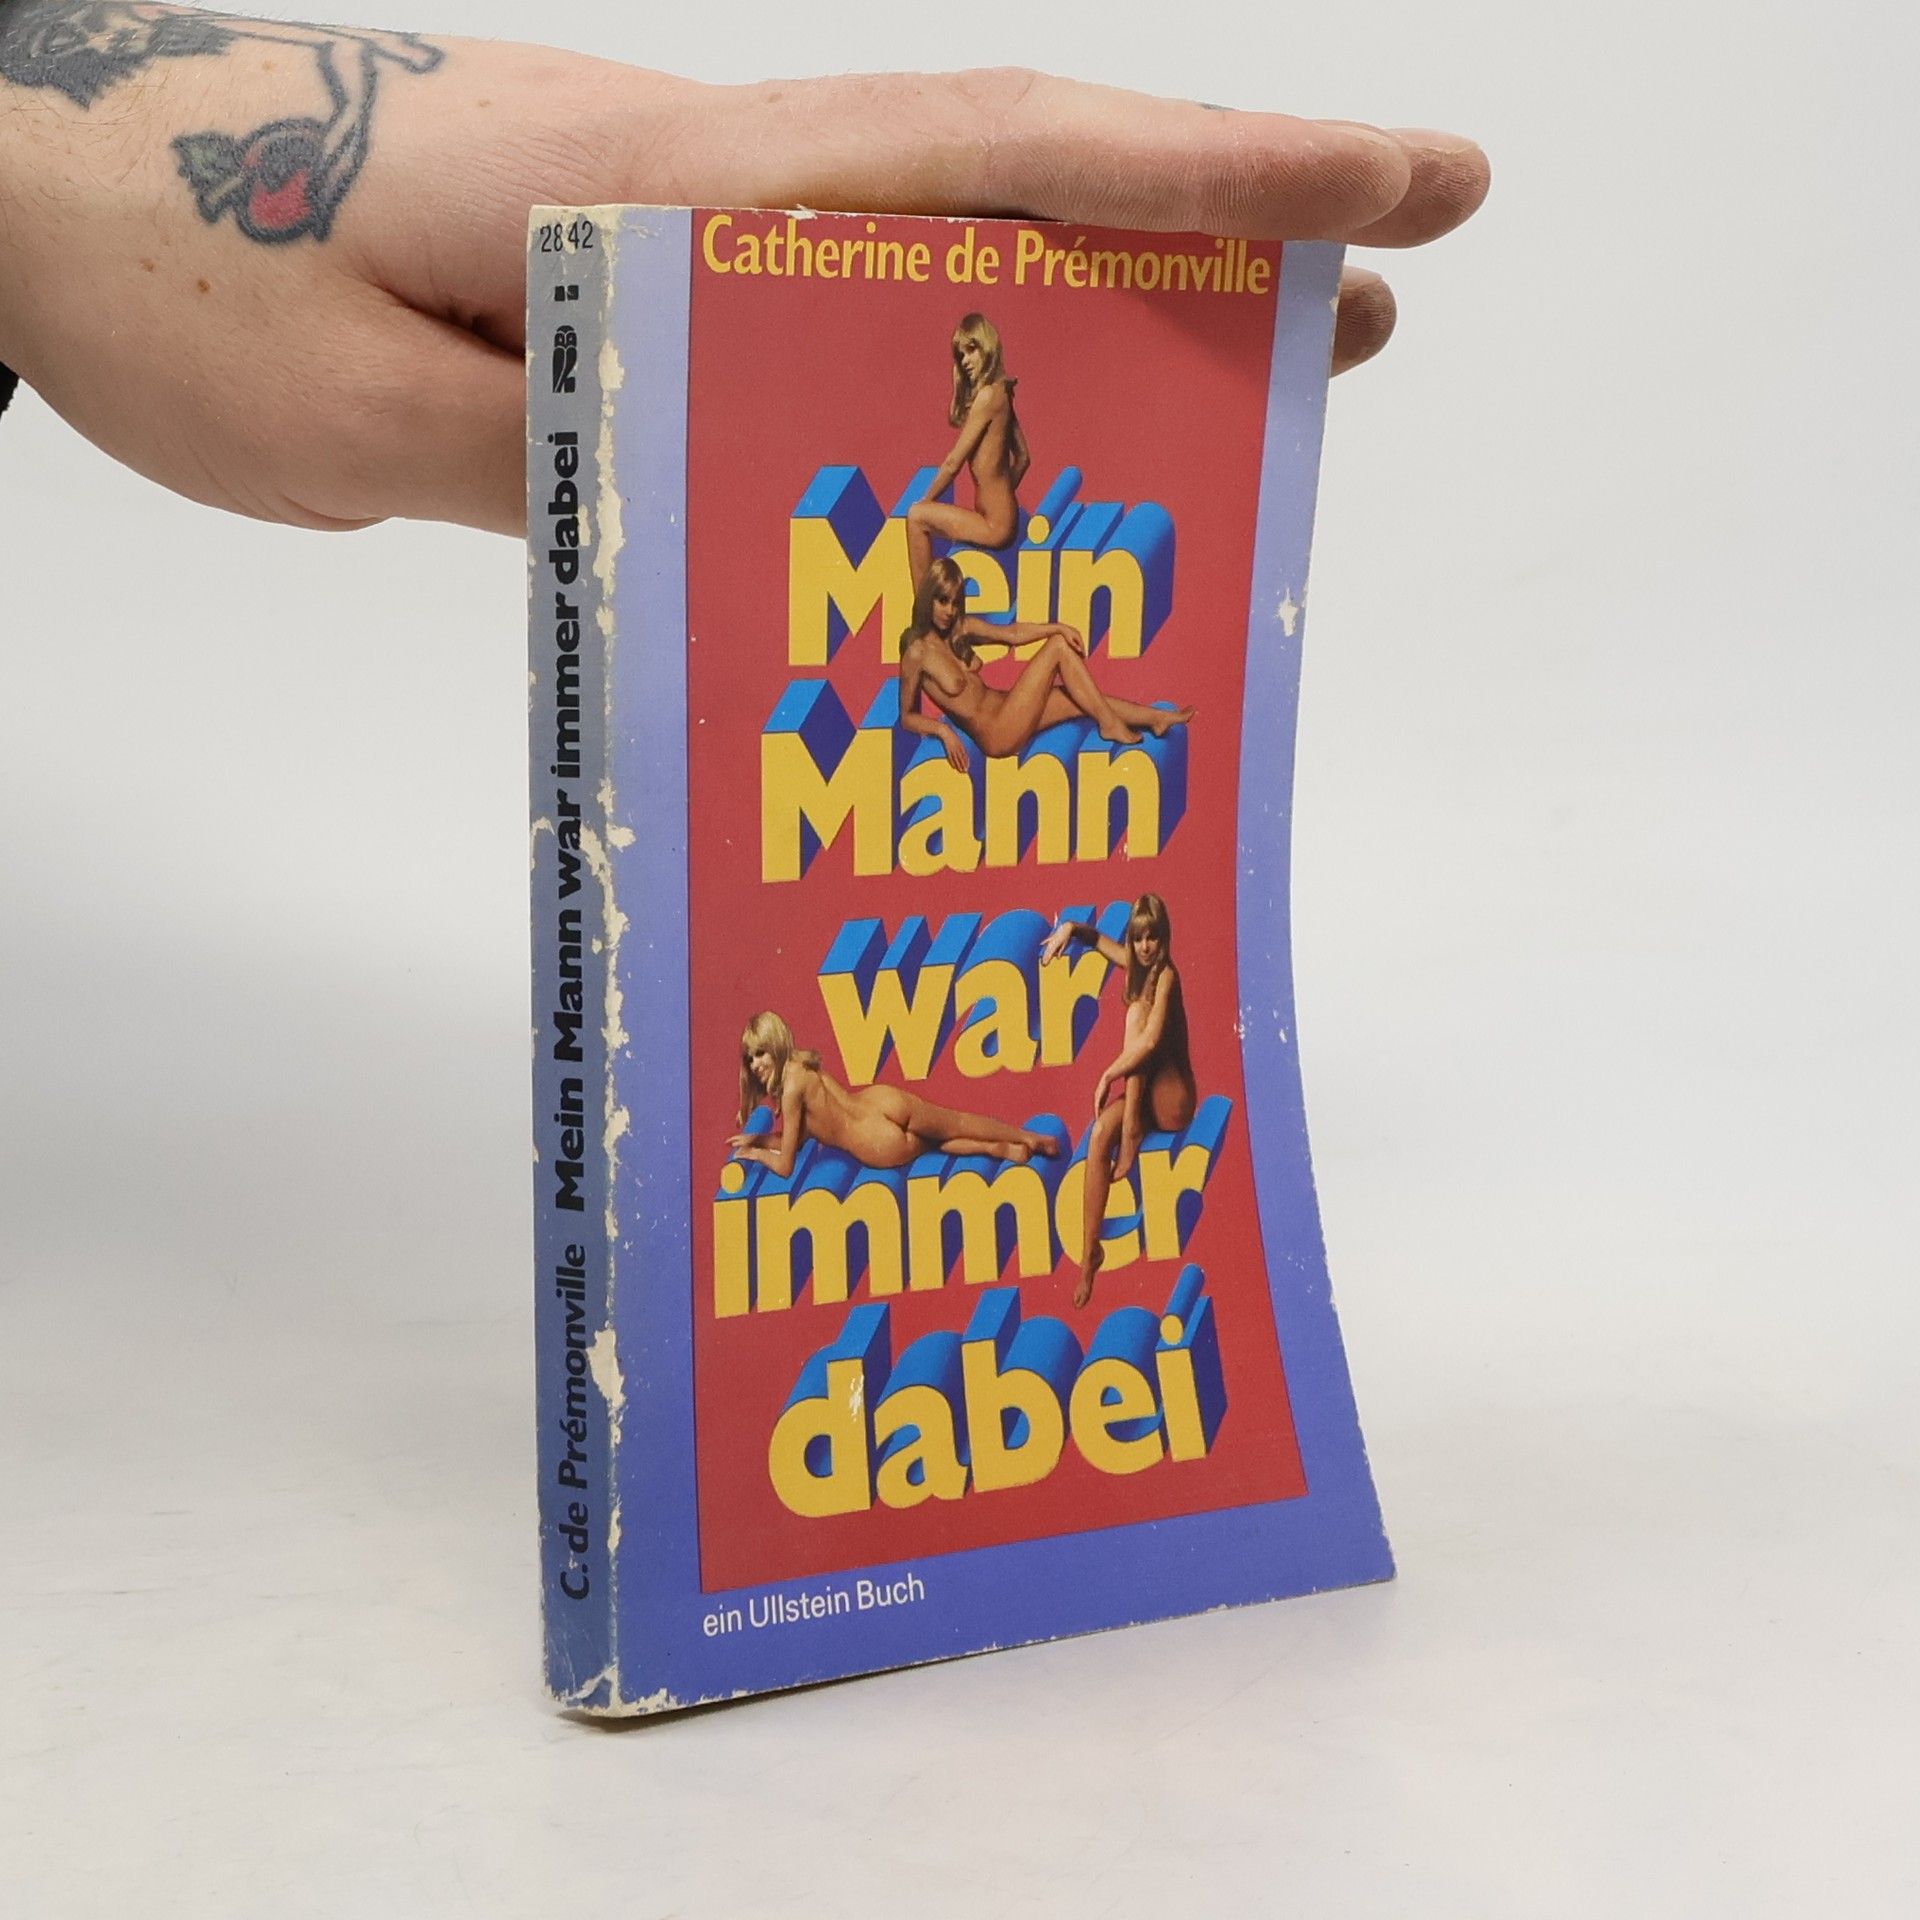 2842
C. de Prémonville Mein Mann war immer dabei
Catherine de Prémonville
Mein
Mann
war
immer
dabei
ein Ullstein Buch